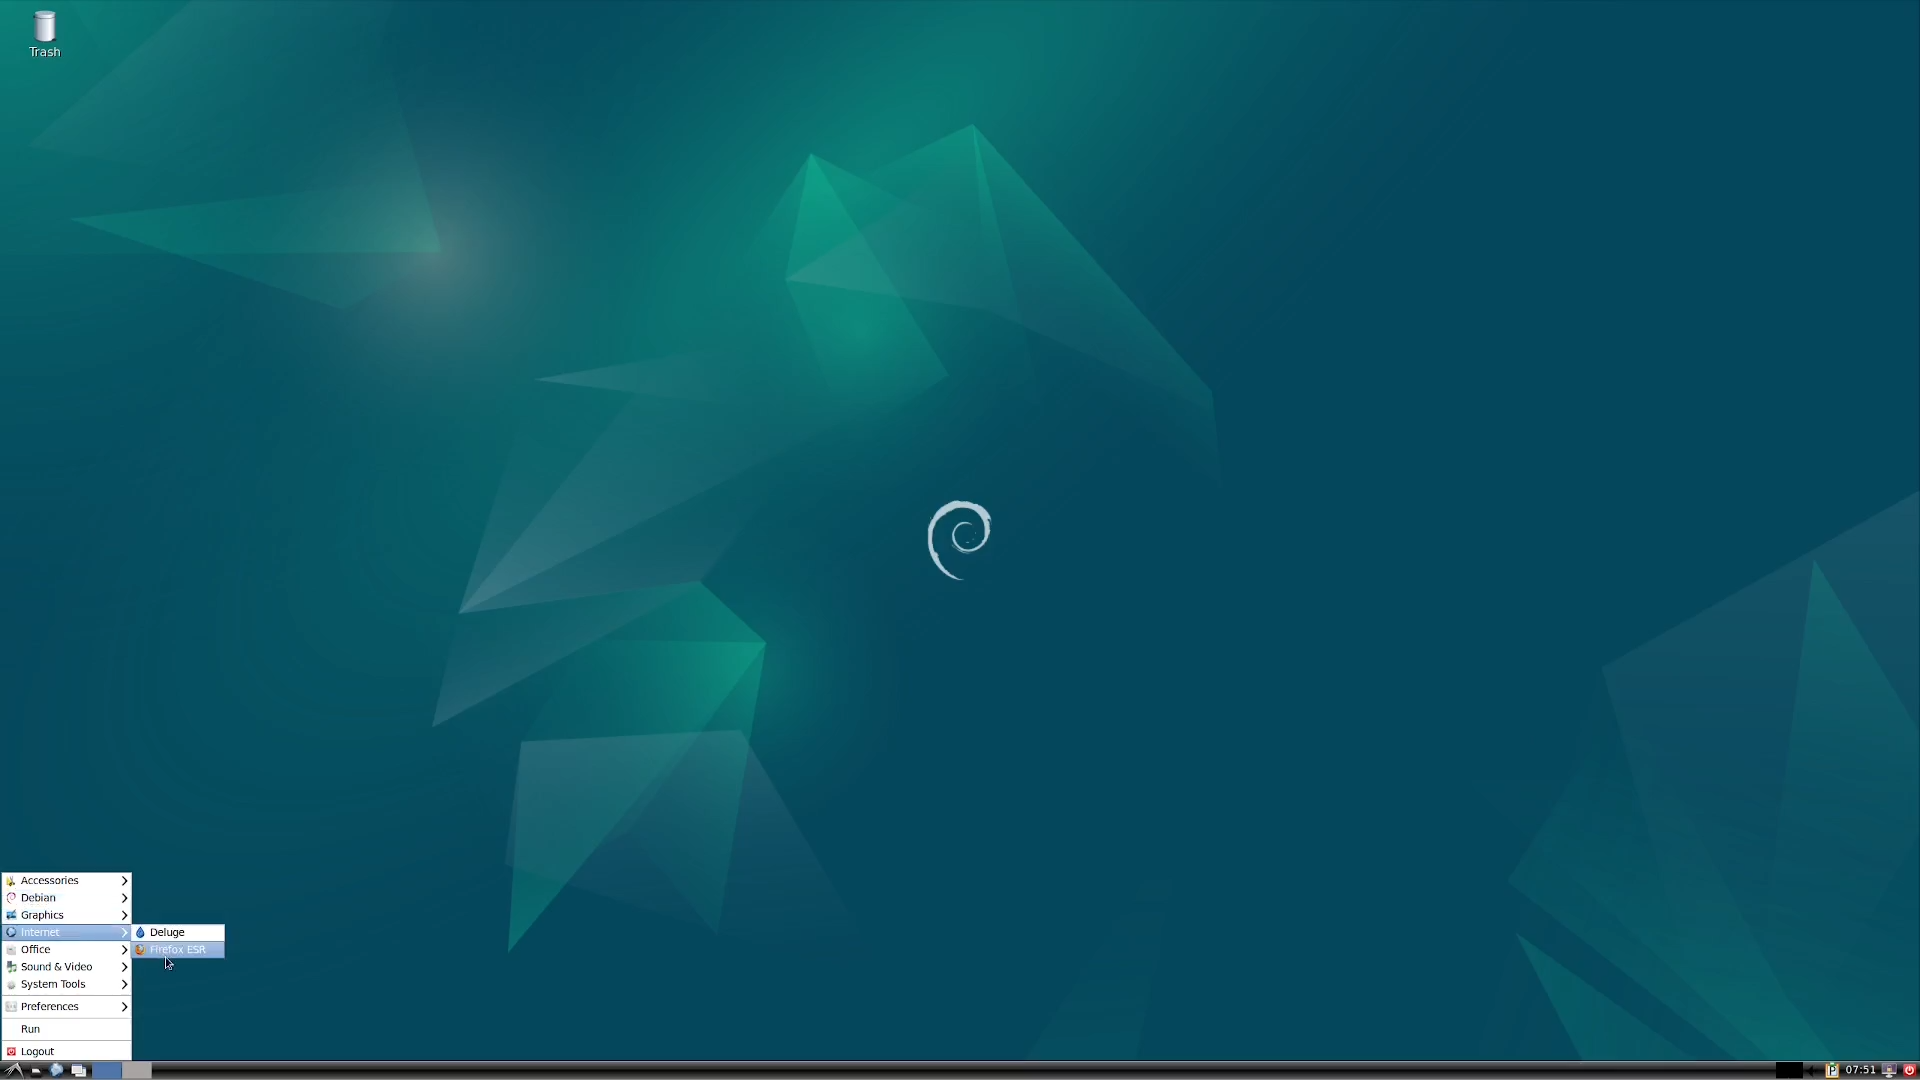 Trash
Accessories
Debian
Graphics
Internet
Deluge
Office
Firefox ESR
Sound & Video
System Tools
Preferences
Run
Logout
P
07:51